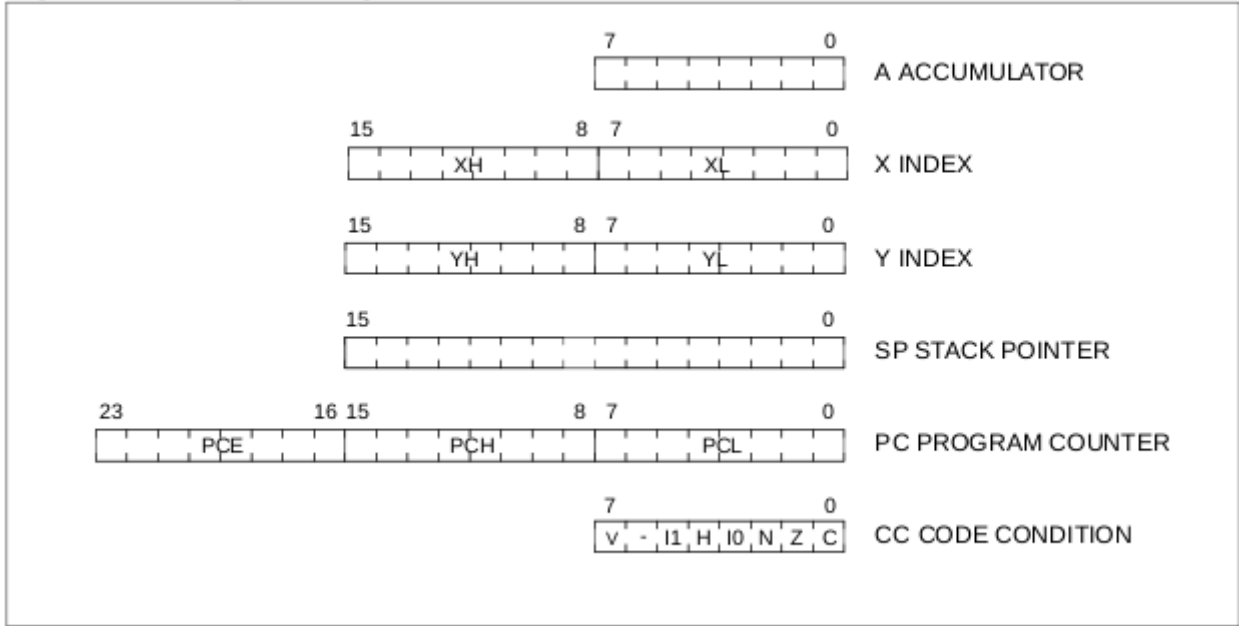 7 0
A ACCUMULATOR
15 8 7 0
XH XL X INDEX
15 8 7 0
YH YL Y INDEX
15 0
SP STACK POINTER
23 16 15 8 7 0
PCE PCH PCL PC PROGRAM COUNTER
7 0
V - I1 H I0 N Z C CC CODE CONDITION